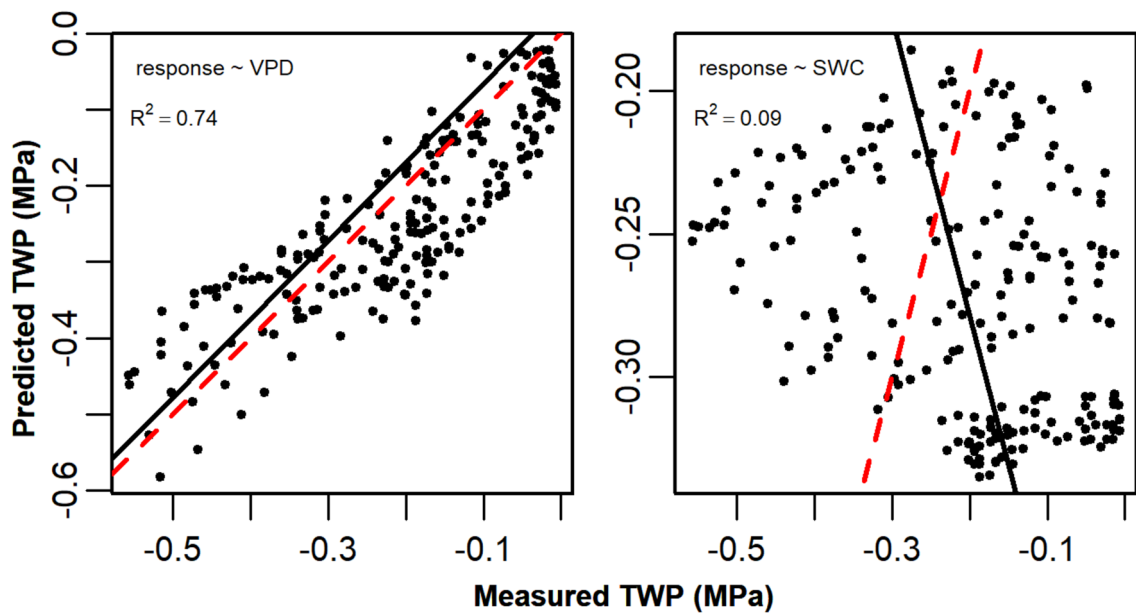 response ~ VPD
R² = 0.74
response ~ SWC
R² = 0.09
Predicted TWP (MPa)
0.0
-0.2
-0.4
-0.6
-0.20
-0.25
-0.30
-0.5 -0.3 -0.1
-0.5 -0.3 -0.1
Measured TWP (MPa)